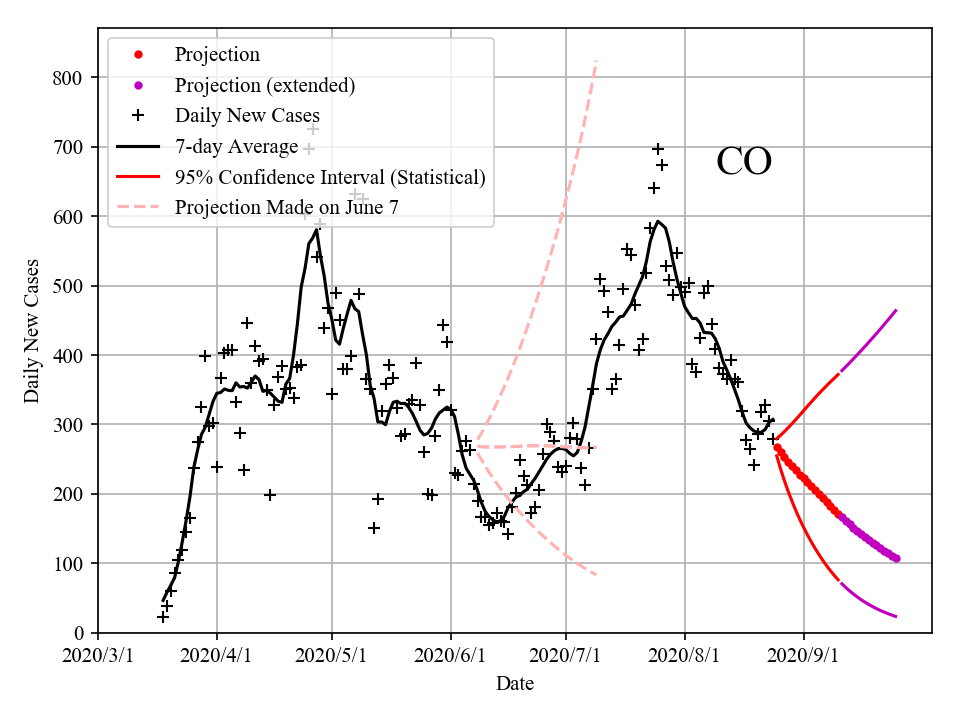 Projection
Projection (extended)
Daily New Cases
7-day Average
95% Confidence Interval (Statistical)
Projection Made on June 7
CO
800
700
600
500
400
300
200
100
0
Daily New Cases
2020/3/1 2020/4/1 2020/5/1 2020/6/1 2020/7/1 2020/8/1 2020/9/1
Date